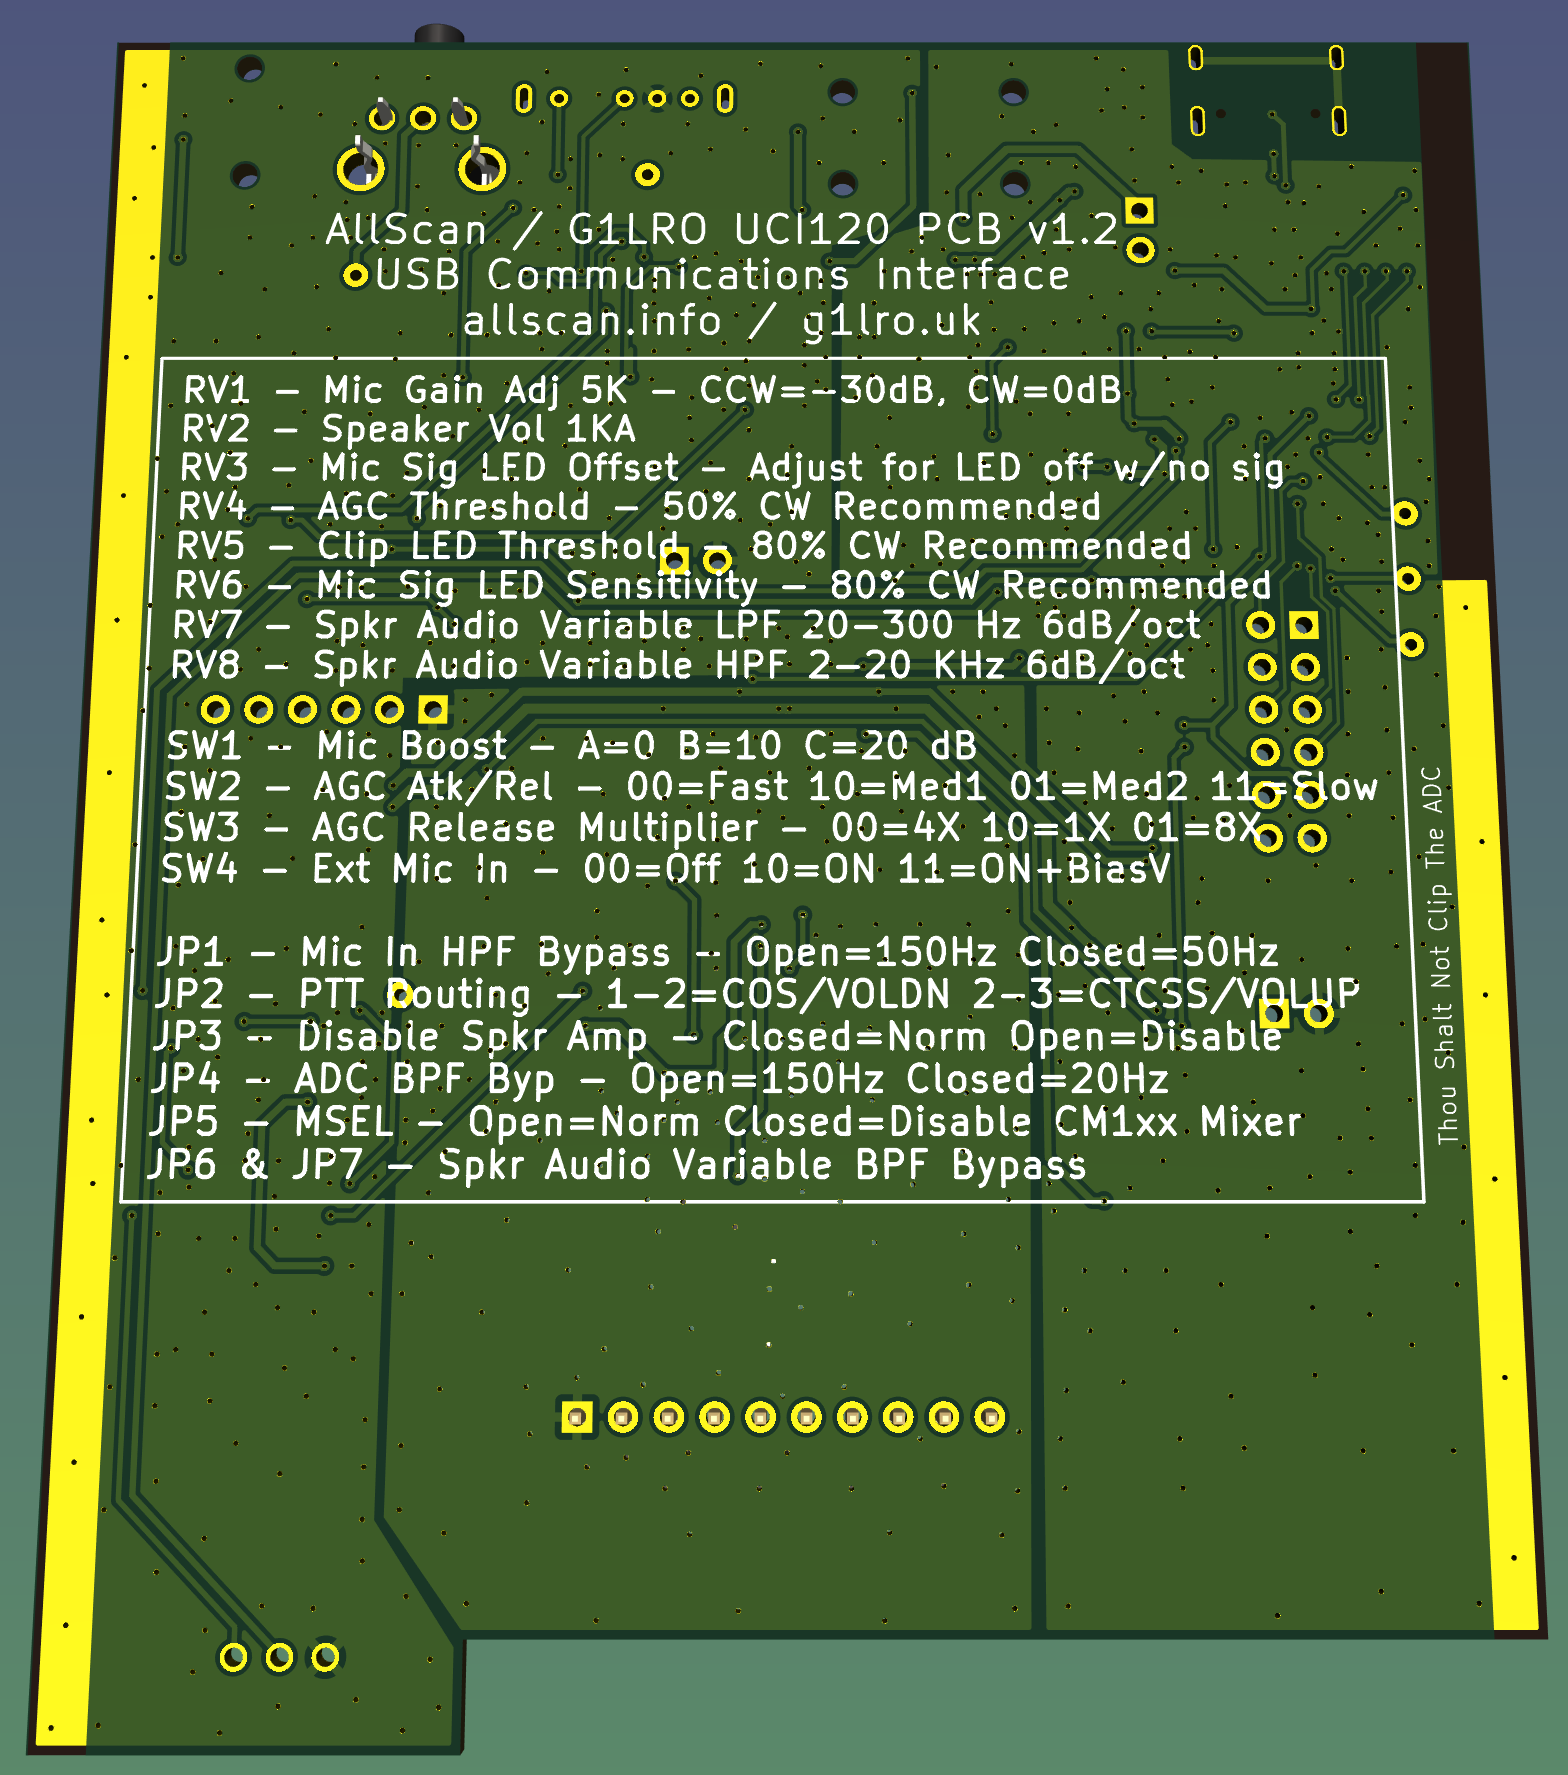 AllScan / G1LRO UCI120 PCB v1.2
USB Communications Interface
allscan.info / g1lro.uk
RV1 - Mic Gain Adj 5K - CCW=-30dB, CW=0dB
RV2 - Speaker Vol 1KA
RV3 - Mic Sig LED Offset - Adjust for LED off w/no sig
RV4 - AGC Threshold - 50% CW Recommended
RV5 - Clip LED Threshold - 80% CW Recommended
RV6 - Mic Sig LED Sensitivity - 80% CW Recommended
RV7 - Spkr Audio Variable LPF 20-300 Hz 6dB/oct
RV8 - Spkr Audio Variable HPF 2-20 KHz 6dB/oct
SW1 - Mic Boost - A=0 B=10 C=20 dB
SW2 - AGC Atk/Rel - 00=Fast 10=Med1 01=Med2 11=Slow
SW3 - AGC Release Multiplier - 00=4X 10=1X 01=8X
SW4 - Ext Mic In - 00=Off 10=ON 11=ON+BiasV
JP1 - Mic In HPF Bypass - Open=150Hz Closed=50Hz
JP2 - PTT Routing - 1-2=COS/VOLDN 2-3=CTCSS/VOLUP
JP3 - Disable Spkr Amp - Closed=Norm Open=Disable
JP4 - ADC BPF Byp - Open=150Hz Closed=20Hz
JP5 - MSEL - Open=Norm Closed=Disable CM1xx Mixer
JP6 & JP7 - Spkr Audio Variable BPF Bypass
Thou Shalt Not Clip The ADC